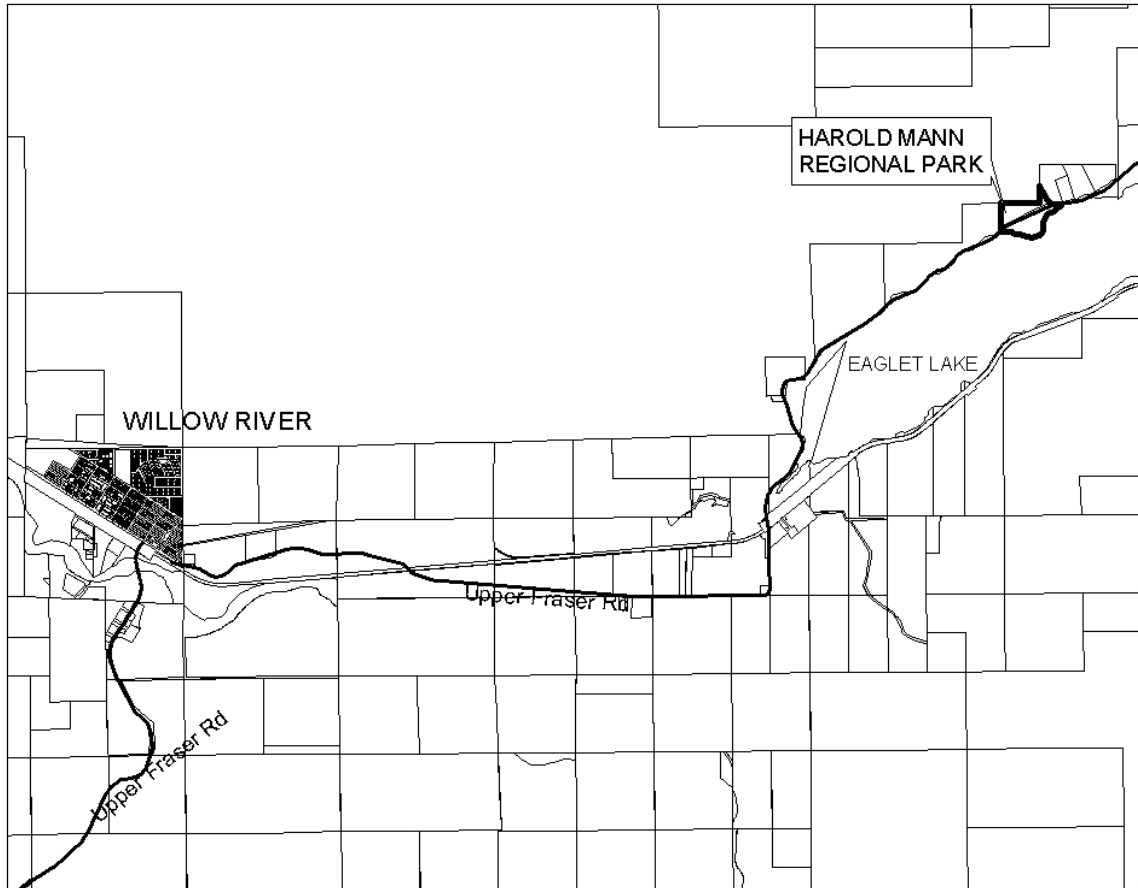 HAROLD MANN
REGIONAL PARK
EAGLET LAKE
WILLOW RIVER
Upper Fraser Rd
Upper Fraser Rd